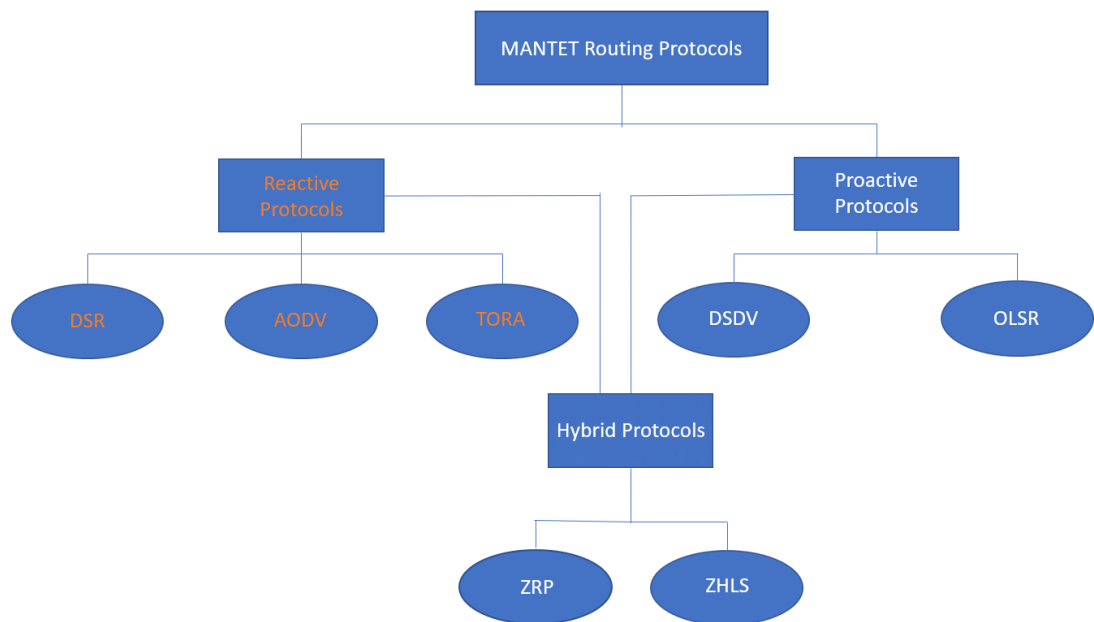 MANTET Routing Protocols
Reactive
Protocols
Proactive
Protocols
DSR
AODV
TORA
DSDV
OLSR
Hybrid Protocols
ZRP
ZHLS